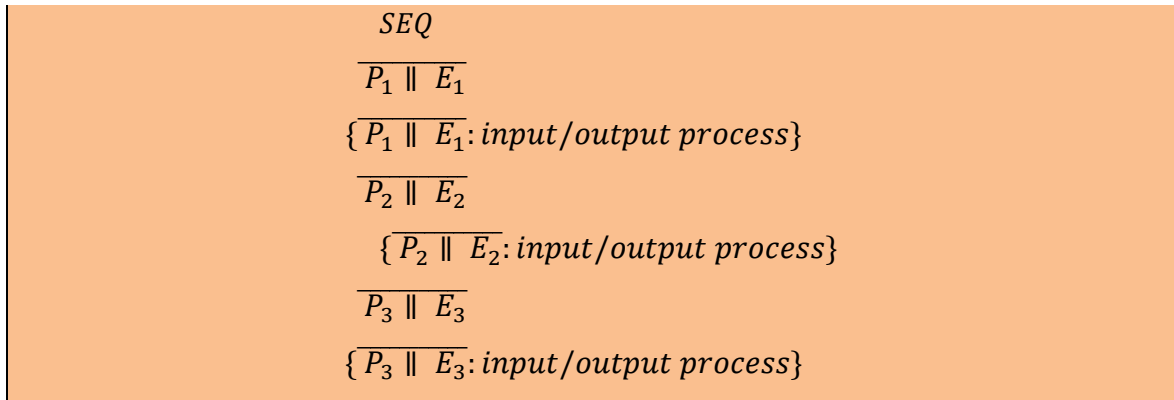 SEQ
P₁ ∥ E₁
{P₁ ∥ E₁: input/output process}
P₂ ∥ E₂
{P₂ ∥ E₂: input/output process}
P₃ ∥ E₃
{P₃ ∥ E₃: input/output process}